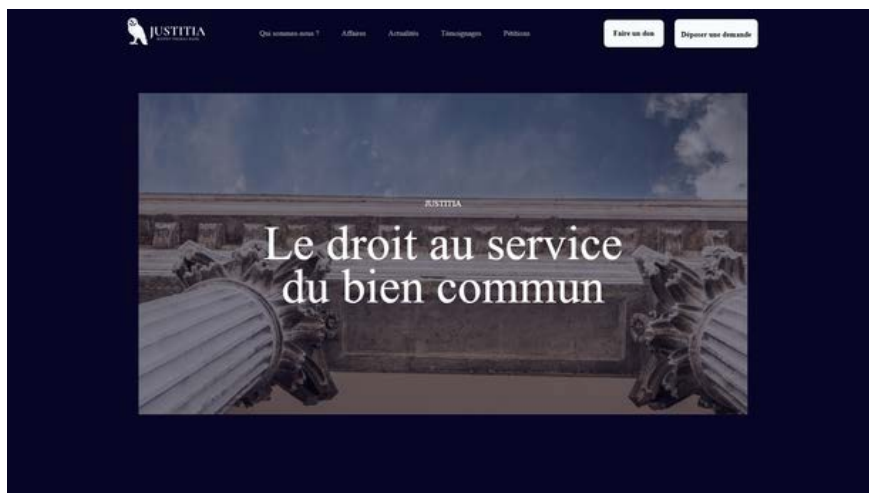 JUSTITIA
Qui sommes-nous ?
Affaires
Actualités
Témoignages
Pétitions
Faire un don
Déposer une demande
JUSTITIA
Le droit au service
du bien commun